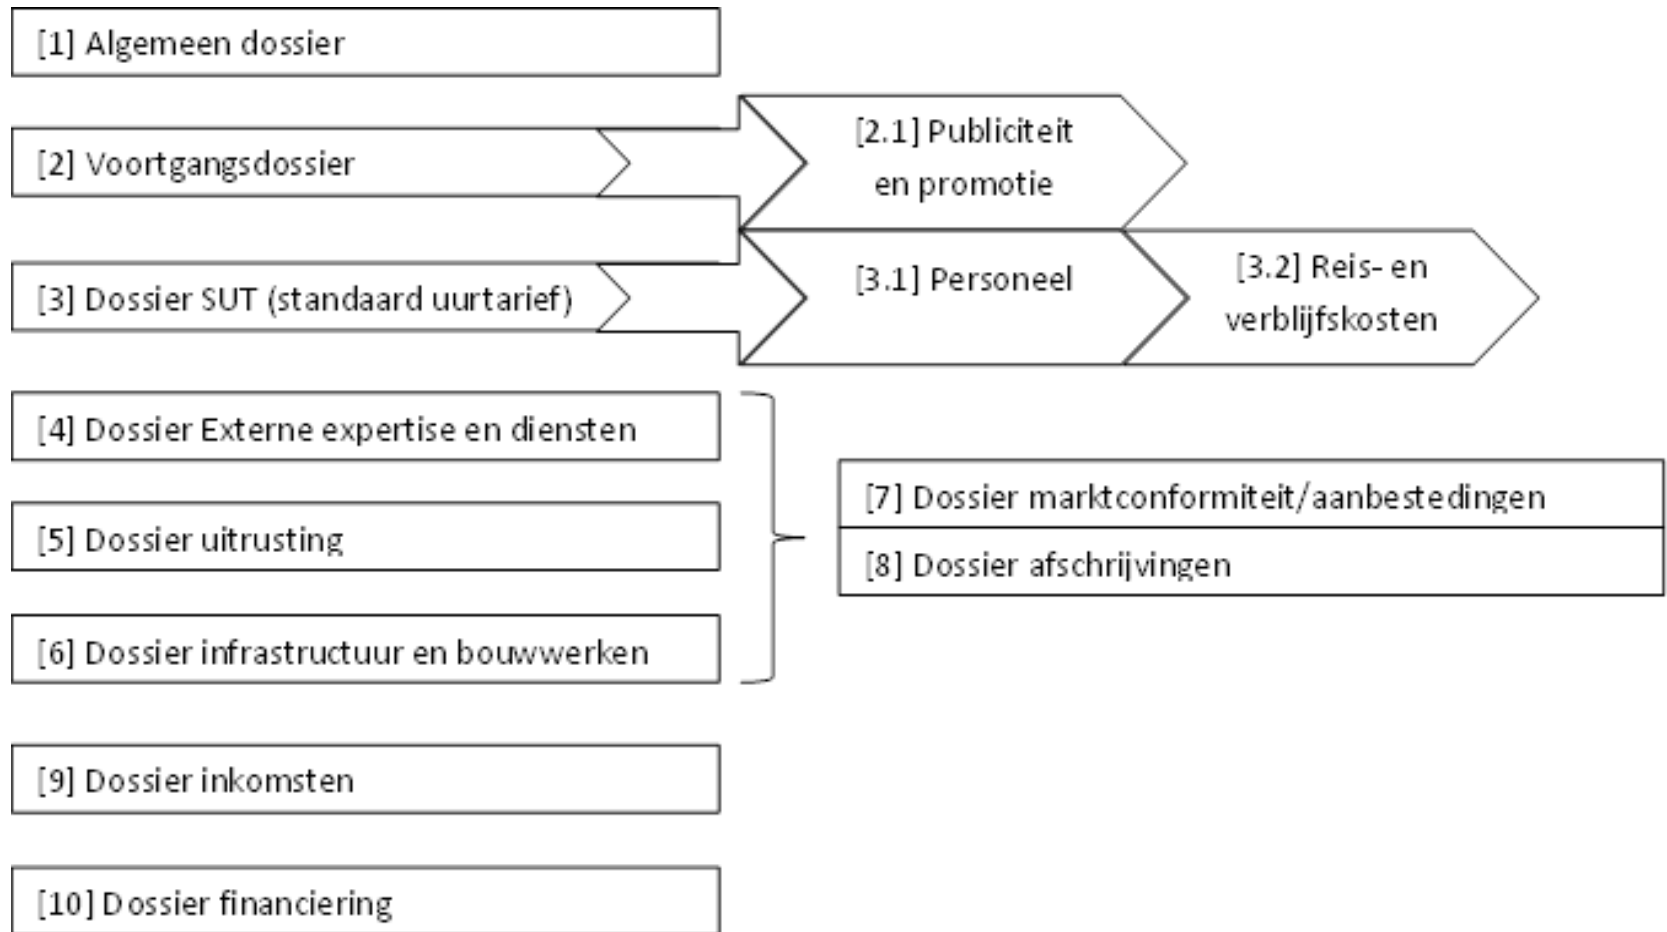 [1] Algemeen dossier
[2] Voortgangsdossier
[2.1] Publiciteit
en promotie
[3] Dossier SUT (standaard uurtarief)
[3.1] Personeel
[3.2] Reis- en
verblijfskosten
[4] Dossier Externe expertise en diensten
[5] Dossier uitrusting
[6] Dossier infrastructuur en bouwwerken
[7] Dossier marktconformiteit/aanbestedingen
[8] Dossier afschrijvingen
[9] Dossier inkomsten
[10] Dossier financiering